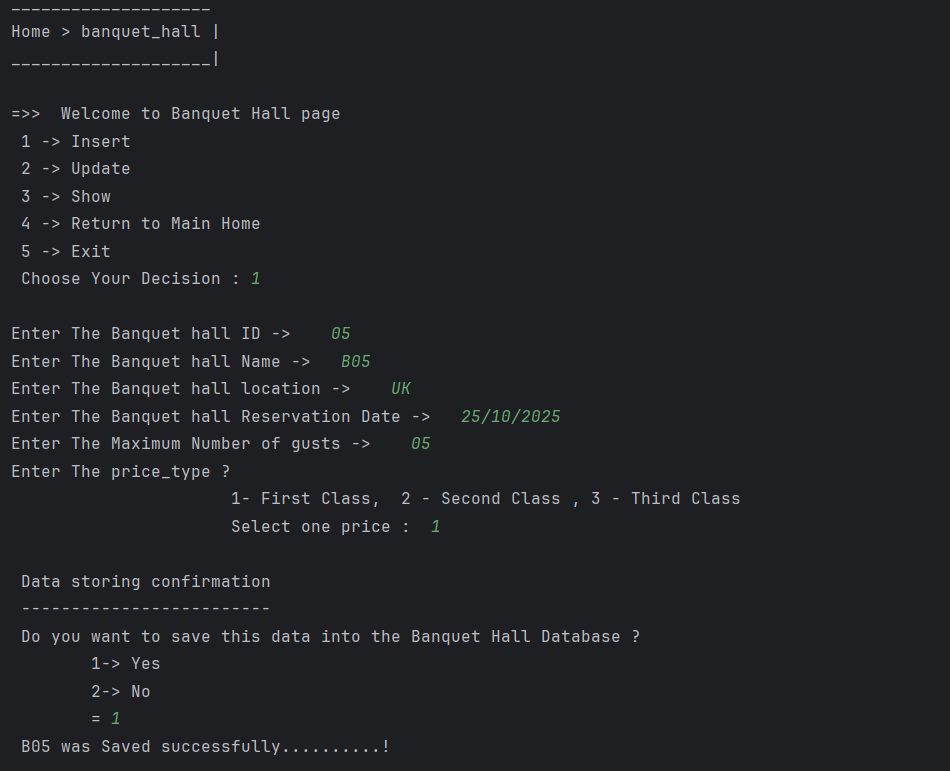 ____________________
Home > banquet_hall |
____________________|
=>>  Welcome to Banquet Hall page
1 -> Insert
2 -> Update
3 -> Show
4 -> Return to Main Home
5 -> Exit
Choose Your Decision : 1
Enter The Banquet hall ID ->    05
Enter The Banquet hall Name ->   B05
Enter The Banquet hall location ->    UK
Enter The Banquet hall Reservation Date ->   25/10/2025
Enter The Maximum Number of gusts ->    05
Enter The price_type ?
1- First Class,  2 - Second Class , 3 - Third Class
Select one price :  1
Data storing confirmation
-------------------------
Do you want to save this data into the Banquet Hall Database ?
1-> Yes
2-> No
= 1
B05 was Saved successfully..........!